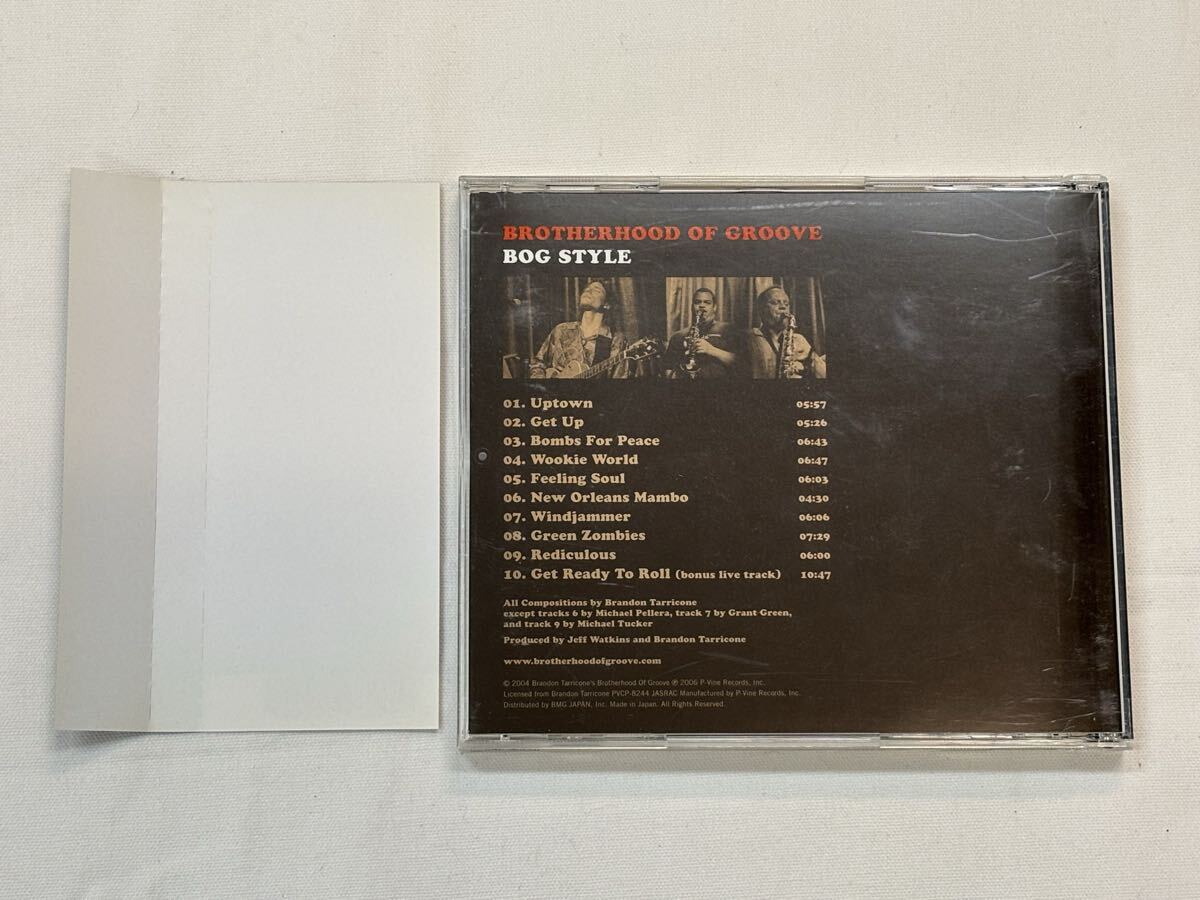 BROTHERHOOD OF GROOVE
BOG STYLE
01. Uptown 05:57
02. Get Up 05:26
03. Bombs For Peace 06:43
04. Wookie World 06:47
05. Feeling Soul 06:03
06. New Orleans Mambo 04:30
07. Windjammer 06:06
08. Green Zombies 07:29
09. Rediculous 06:00
10. Get Ready To Roll (bonus live track) 10:47
All Compositions by Brandon Tarricone
except tracks 6 by Michael Pellera, track 7 by Grant Green,
and track 9 by Michael Tucker
Produced by Jeff Watkins and Brandon Tarricone
www.brotherhoodofgroove.com
© 2004 Brandon Tarricone's Brotherhood Of Groove ℗ 2006 P-Vine Records, Inc.
Licensed from Brandon Tarricone PVCP-8244 JASRAC Manufactured by P-Vine Records, Inc.
Distributed by BMG JAPAN, Inc. Made in Japan. All Rights Reserved.